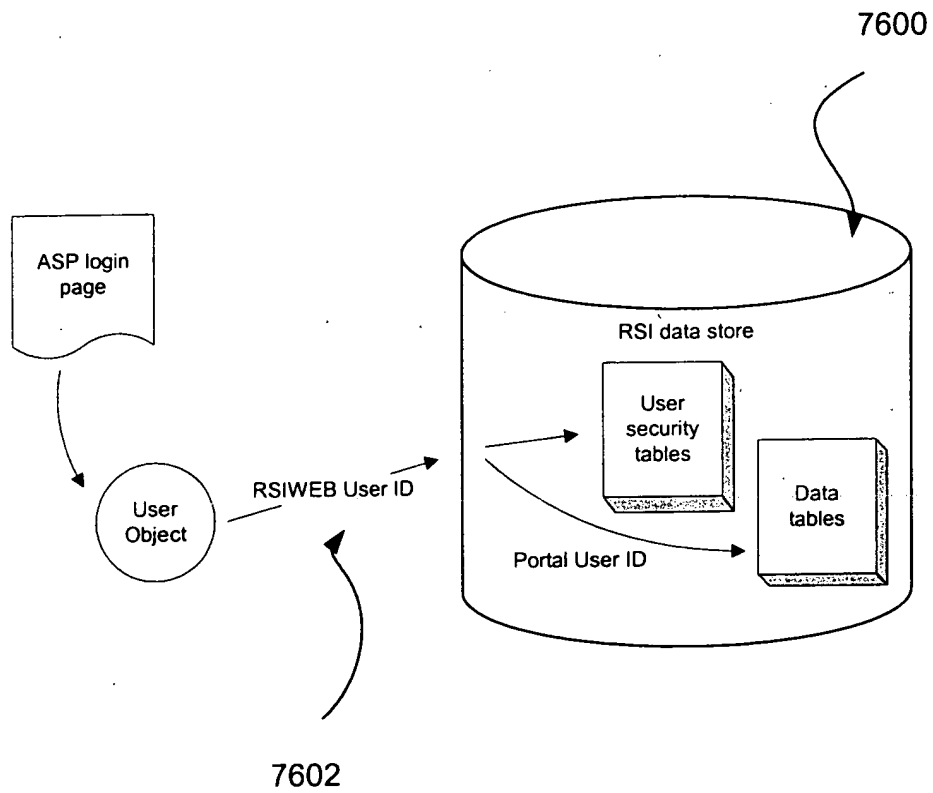 7600
ASP login
page
RSI data store
User
security
tables
RSIWEB User ID
User
Object
Data
tables
Portal User ID
7602